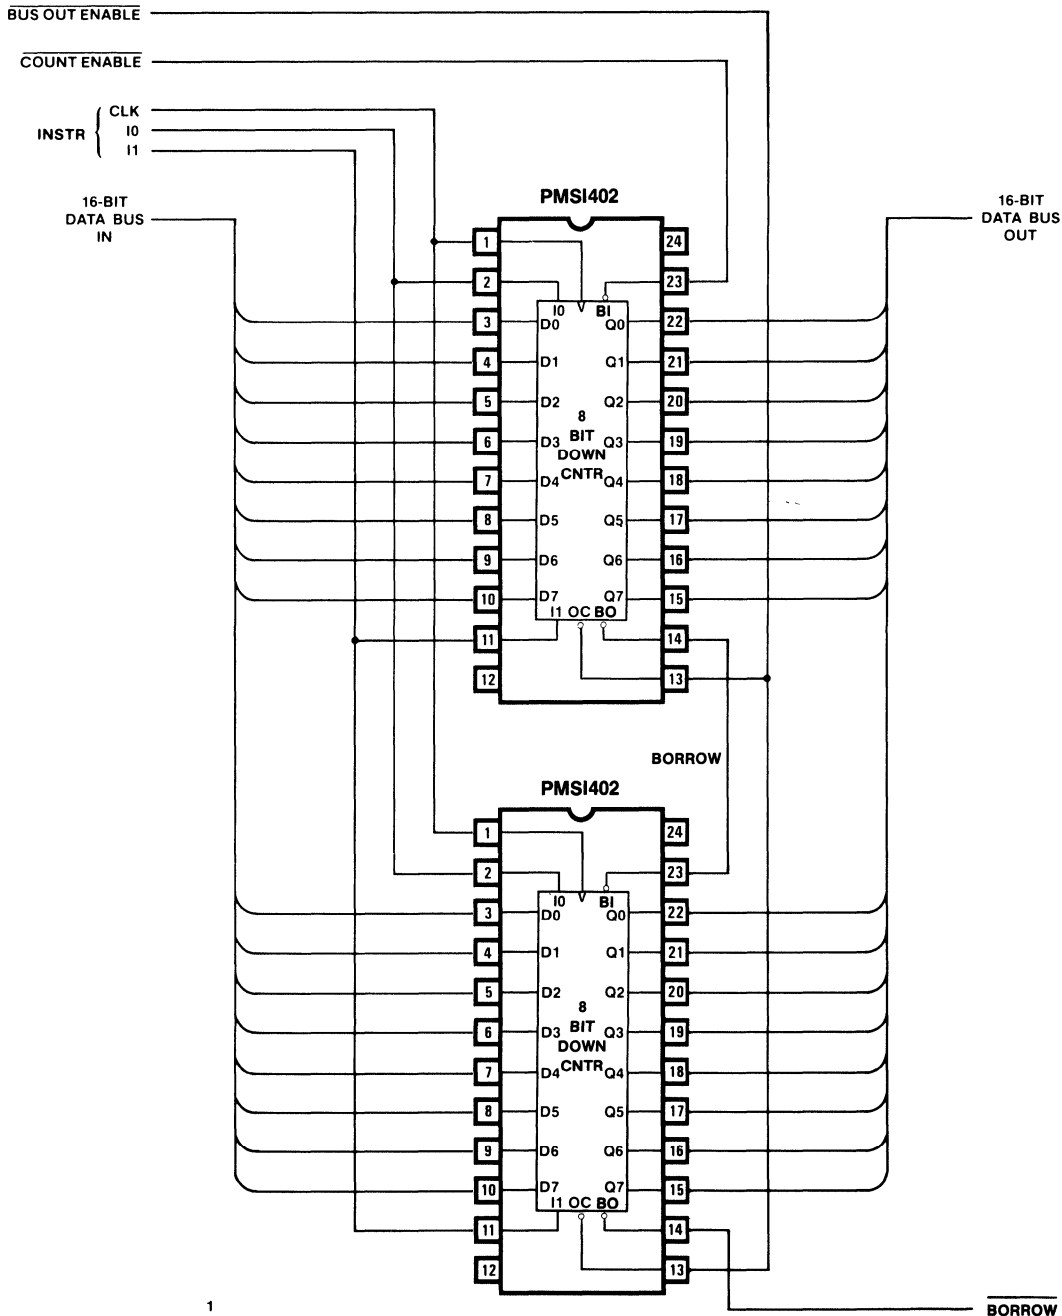 BUS OUT ENABLE
COUNT ENABLE
CLK
INSTR { I0
I1
16-BIT
DATA BUS
IN
16-BIT
DATA BUS
OUT
PMSI402
1 24
2 23
I0 BI
3 D0 Q0 22
4 D1 Q1 21
5 D2 Q2 20
8
6 D3 BIT Q3 19
DOWN
7 D4 CNTR Q4 18
8 D5 Q5 17
9 D6 Q6 16
10 D7 Q7 15
I1 OC BO
11 14
12 13
BORROW
PMSI402
1 24
2 23
I0 BI
3 D0 Q0 22
4 D1 Q1 21
5 D2 Q2 20
8
6 D3 BIT Q3 19
DOWN
7 D4 CNTR Q4 18
8 D5 Q5 17
9 D6 Q6 16
10 D7 Q7 15
I1 OC BO
11 14
12 13
1
BORROW